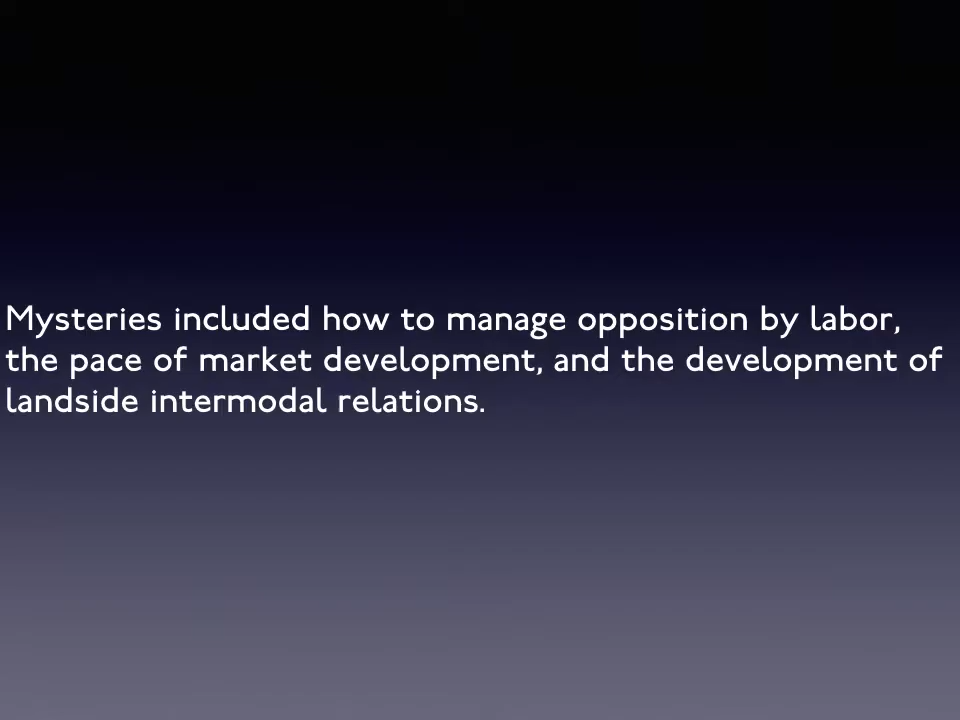 Mysteries included how to manage opposition by labor,
the pace of market development, and the development of
landside intermodal relations.